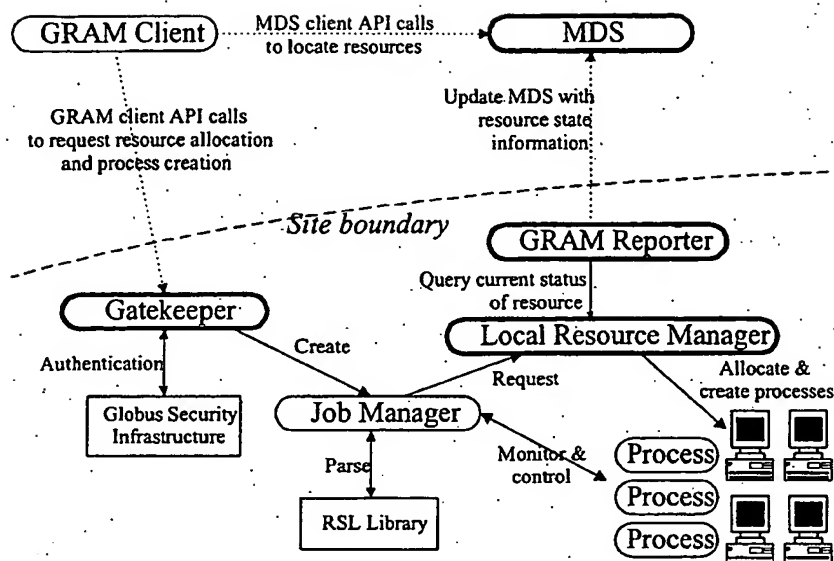 GRAM Client
MDS client API calls
to locate resources
MDS
GRAM client API calls
to request resource allocation
and process creation
Update MDS with
resource state
information
Site boundary
GRAM Reporter
Query current status
of resource
Gatekeeper
Local Resource Manager
Authentication
Create
Request
Allocate &
create processes
Globus Security
Infrastructure
Job Manager
Parse
Monitor &
control
Process
RSL Library
Process
Process